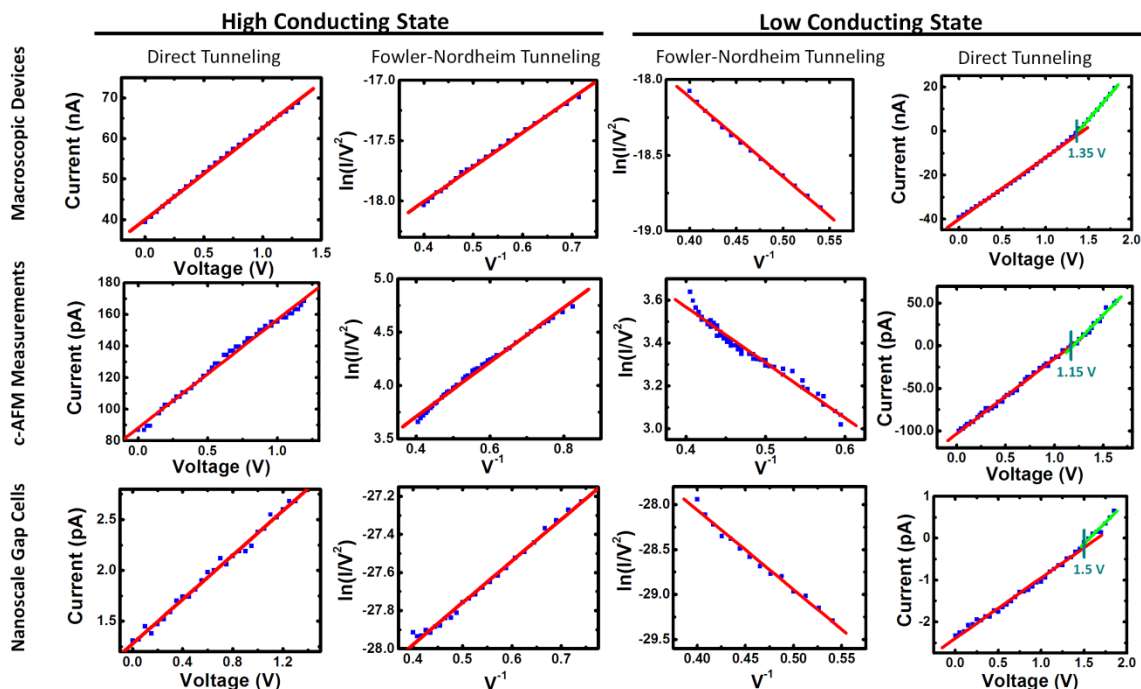 High Conducting State
Low Conducting State
Direct Tunneling
Fowler-Nordheim Tunneling
Fowler-Nordheim Tunneling
Direct Tunneling
Macroscopic Devices
Current (nA)
70
60
50
40
0.0 0.5 1.0 1.5
Voltage (V)
ln(I/V²)
-17.0
-17.5
-18.0
0.4 0.5 0.6 0.7
V⁻¹
ln(I/V²)
-18.0
-18.5
-19.0
0.40 0.45 0.50 0.55
V⁻¹
Current (nA)
20
0
-20
-40
1.35 V
0.0 0.5 1.0 1.5 2.0
Voltage (V)
c-AFM Measurements
Current (pA)
180
160
140
120
100
80
0.0 0.5 1.0
Voltage (V)
ln(I/V²)
5.0
4.5
4.0
3.5
0.4 0.6 0.8
V⁻¹
ln(I/V²)
3.6
3.4
3.2
3.0
0.4 0.5 0.6
V⁻¹
Current (pA)
50.0
0.0
-50.0
-100.0
1.15 V
0.0 0.5 1.0 1.5
Voltage (V)
Nanoscale Gap Cells
Current (pA)
2.5
2.0
1.5
0.0 0.4 0.8 1.2
Voltage (V)
ln(I/V²)
-27.2
-27.4
-27.6
-27.8
-28.0
0.4 0.5 0.6 0.7
V⁻¹
ln(I/V²)
-28.0
-28.5
-29.0
-29.5
0.40 0.45 0.50 0.55
V⁻¹
Current (pA)
1
0
-1
-2
1.5 V
0.0 0.5 1.0 1.5 2.0
Voltage (V)